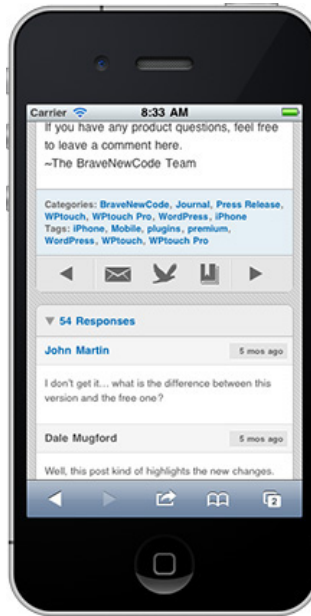 Carrier 8:33 AM
If you have any product questions, feel free
to leave a comment here.
~The BraveNewCode Team
Categories: BraveNewCode, Journal, Press Release,
WPtouch, WPtouch Pro, WordPress, iPhone
Tags: iPhone, Mobile, plugins, premium,
WordPress, WPtouch, WPtouch Pro
54 Responses
John Martin 5 mos ago
I don't get it... what is the difference between this
version and the free one?
Dale Mugford 5 mos ago
Well, this post kind of highlights the new changes.
2